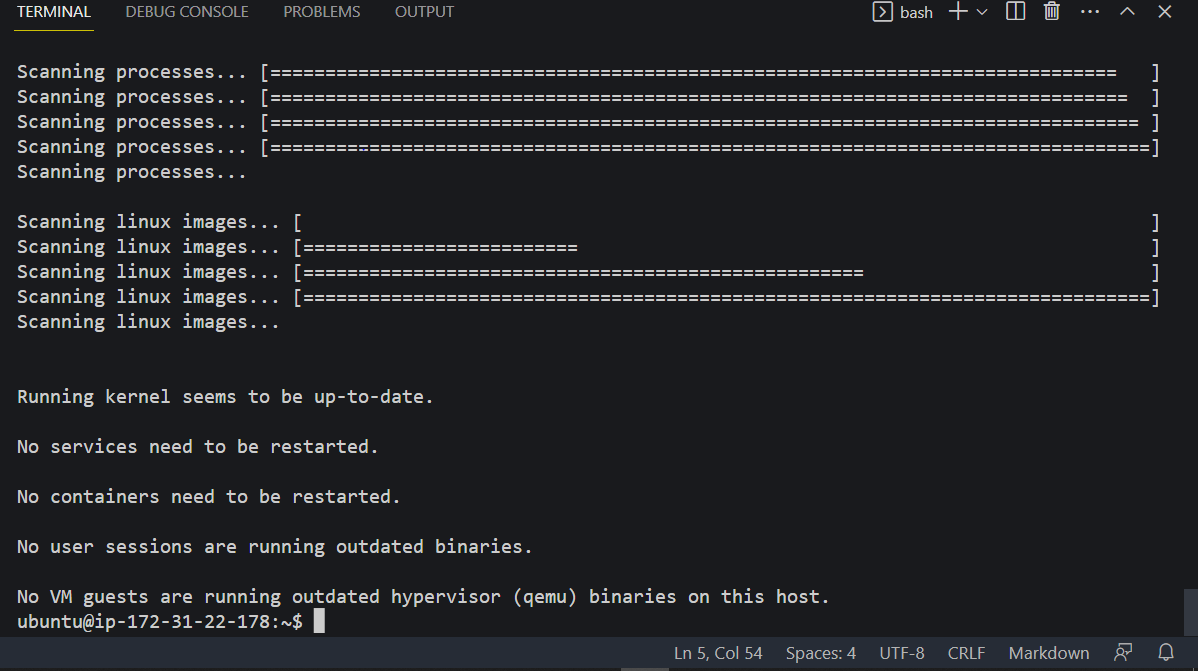 TERMINAL DEBUG CONSOLE PROBLEMS OUTPUT bash
Scanning processes... [============================================================================= ]
Scanning processes... [============================================================================== ]
Scanning processes... [=============================================================================== ]
Scanning processes... [================================================================================]
Scanning processes...
Scanning linux images... [ ]
Scanning linux images... [========================= ]
Scanning linux images... [=================================================== ]
Scanning linux images... [=============================================================================]
Scanning linux images...
Running kernel seems to be up-to-date.
No services need to be restarted.
No containers need to be restarted.
No user sessions are running outdated binaries.
No VM guests are running outdated hypervisor (qemu) binaries on this host.
ubuntu@ip-172-31-22-178:~$
Ln 5, Col 54 Spaces: 4 UTF-8 CRLF Markdown